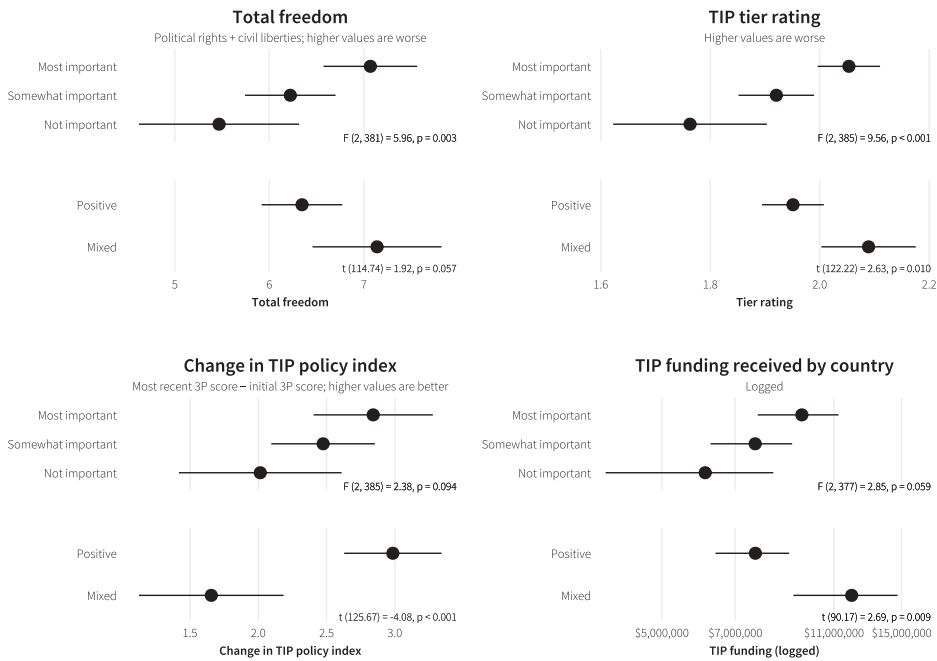 Total freedom
Political rights + civil liberties; higher values are worse
Most important
Somewhat important
Not important
F (2, 381) = 5.96, p = 0.003
Positive
Mixed
t (114.74) = 1.92, p = 0.057
5 6 7
Total freedom
TIP tier rating
Higher values are worse
Most important
Somewhat important
Not important
F (2, 385) = 9.56, p < 0.001
Positive
Mixed
t (122.22) = 2.63, p = 0.010
1.6 1.8 2.0 2.2
Tier rating
Change in TIP policy index
Most recent 3P score − initial 3P score; higher values are better
Most important
Somewhat important
Not important
F (2, 385) = 2.38, p = 0.094
Positive
Mixed
t (125.67) = -4.08, p < 0.001
1.5 2.0 2.5 3.0
Change in TIP policy index
TIP funding received by country
Logged
Most important
Somewhat important
Not important
F (2, 377) = 2.85, p = 0.059
Positive
Mixed
t (90.17) = 2.69, p = 0.009
$5,000,000 $7,000,000 $11,000,000 $15,000,000
TIP funding (logged)